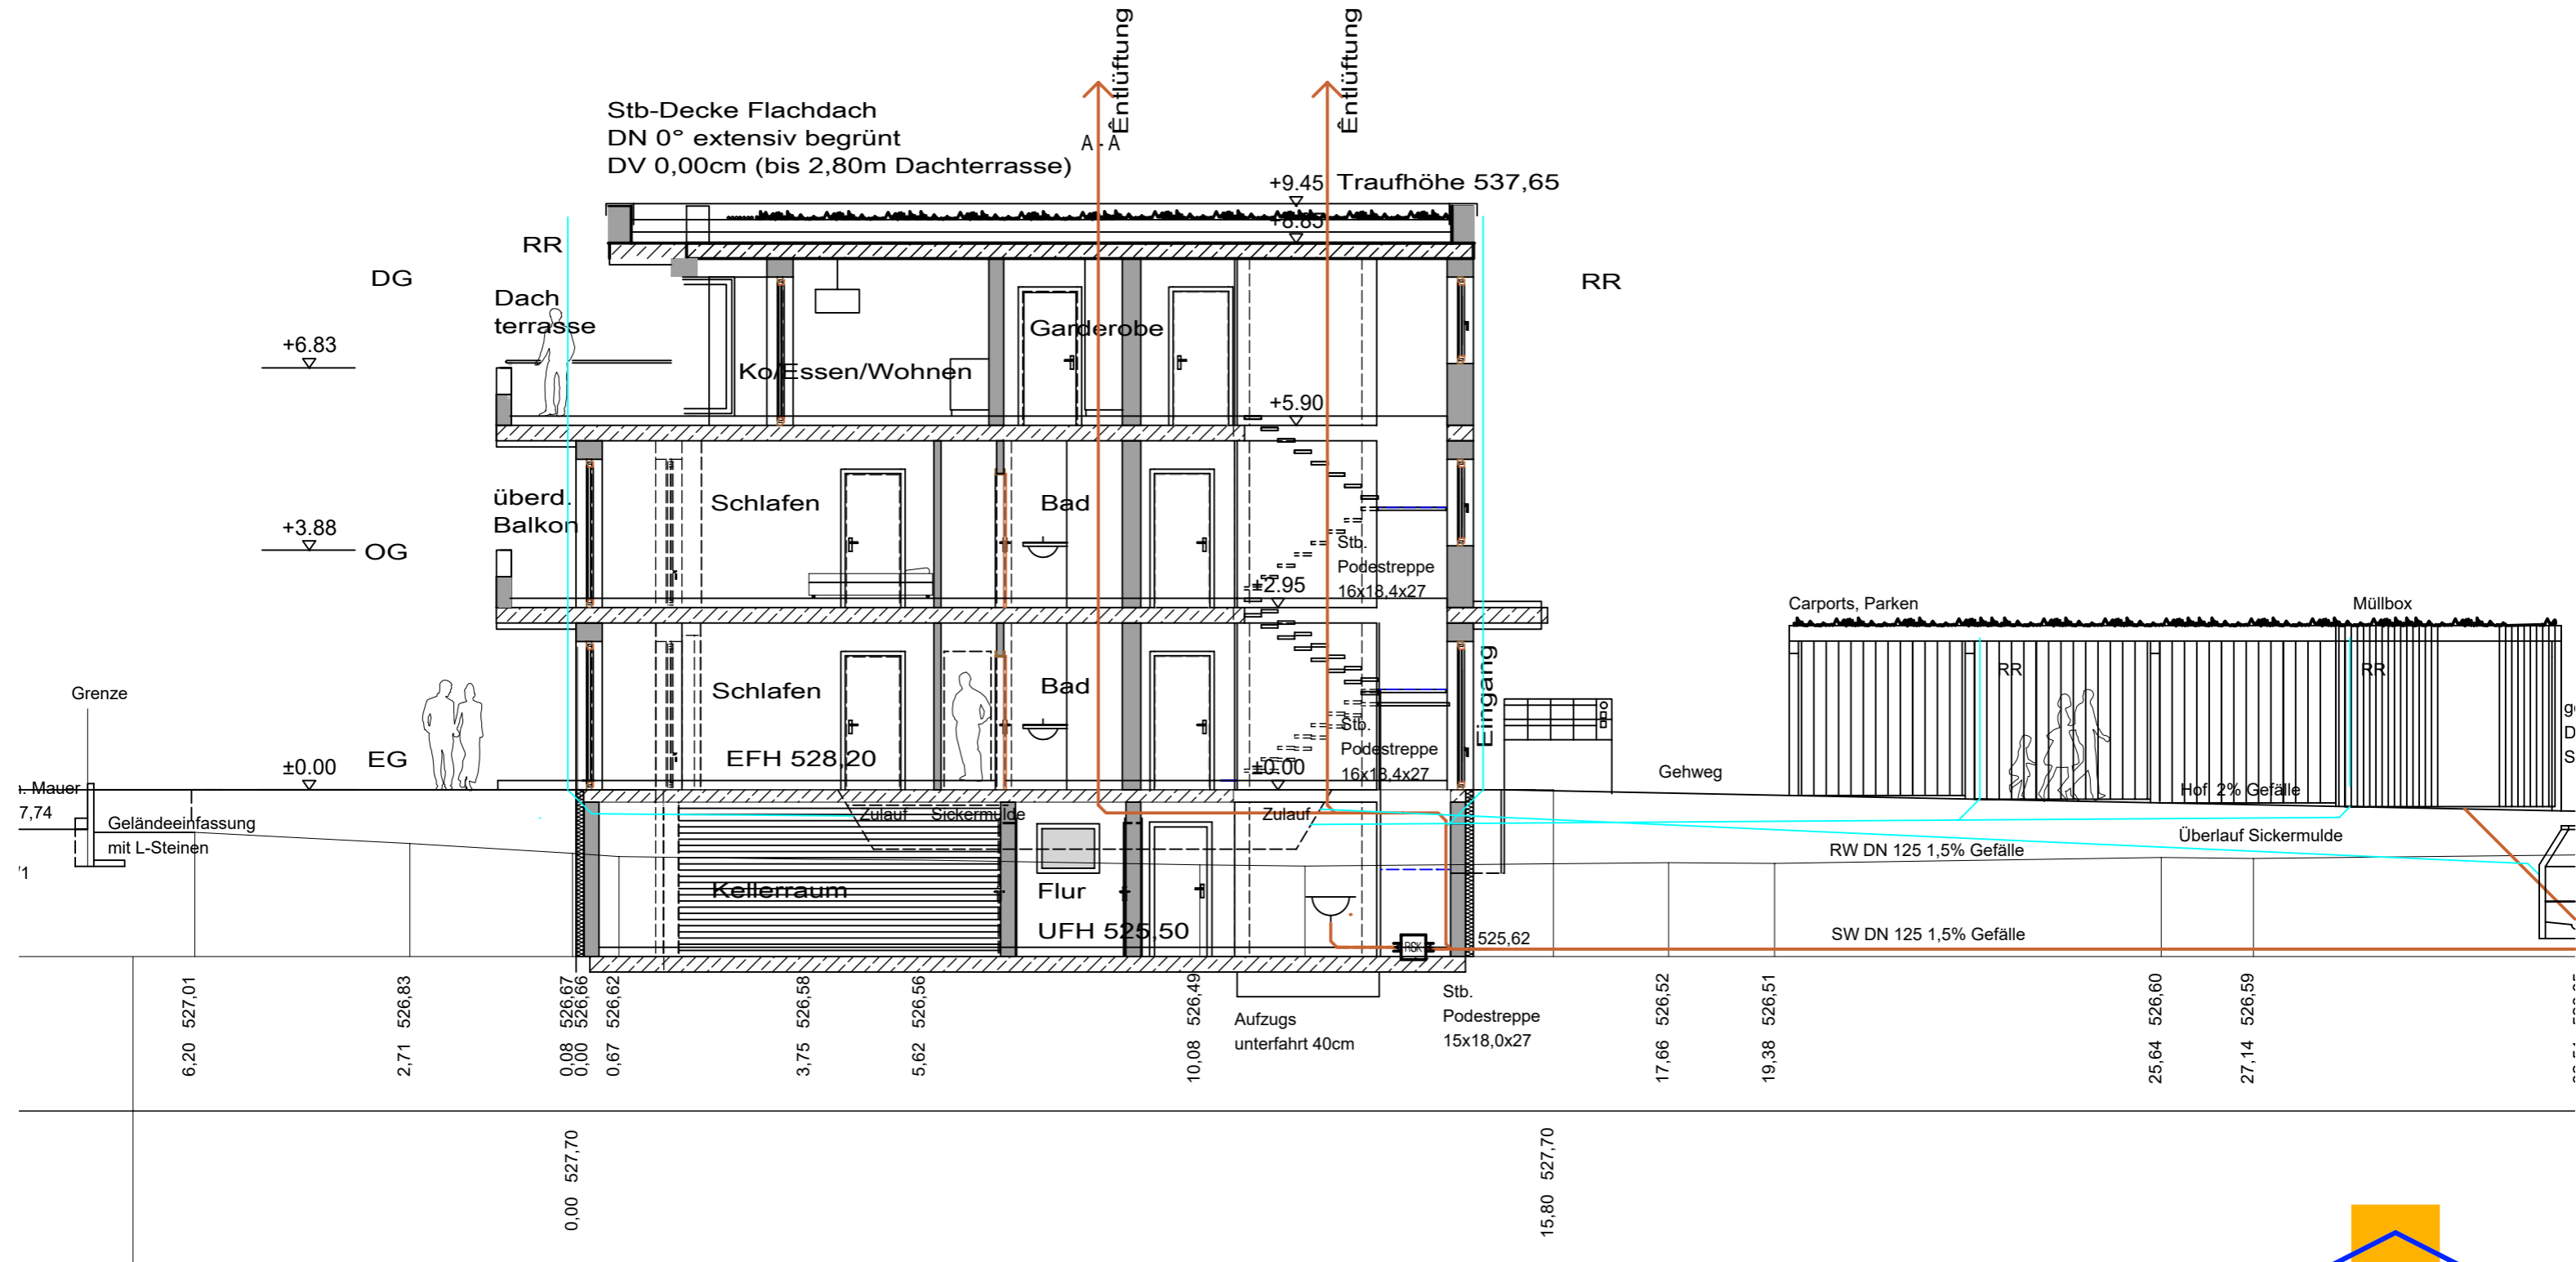 Entlüftung
Entlüftung
Stb-Decke Flachdach
DN 0° extensiv begrünt
DV 0,00cm (bis 2,80m Dachterrasse)
A - A
+9.45
Traufhöhe 537,65
+8.85
RR
DG
RR
Dach
terrasse
Garderobe
+6.83
Ko/Essen/Wohnen
+5.90
überd.
Balkon
Schlafen
Bad
+3.88
OG
Stb.
Podestreppe
16x18,4x27
±2.95
Carports, Parken
Müllbox
Eingang
RR
RR
Grenze
Schlafen
Bad
Stb.
Podestreppe
16x18,4x27
EFH 528,20
EG
±0.00
±0.00
Gehweg
Hof 2% Gefälle
Mauer
7,74
Geländeeinfassung
mit L-Steinen
Zulauf
Sickermulde
Zulauf
Überlauf Sickermulde
RW DN 125 1,5% Gefälle
Kellerraum
Flur
UFH 525,50
RSK
525,62
SW DN 125 1,5% Gefälle
6,20 527,01
2,71 526,83
0,08 526,67
0,00 526,66
0,67 526,62
3,75 526,58
5,62 526,56
10,08 526,49
Aufzugs
unterfahrt 40cm
Stb.
Podestreppe
15x18,0x27
17,66 526,52
19,38 526,51
25,64 526,60
27,14 526,59
0,00 527,70
15,80 527,70